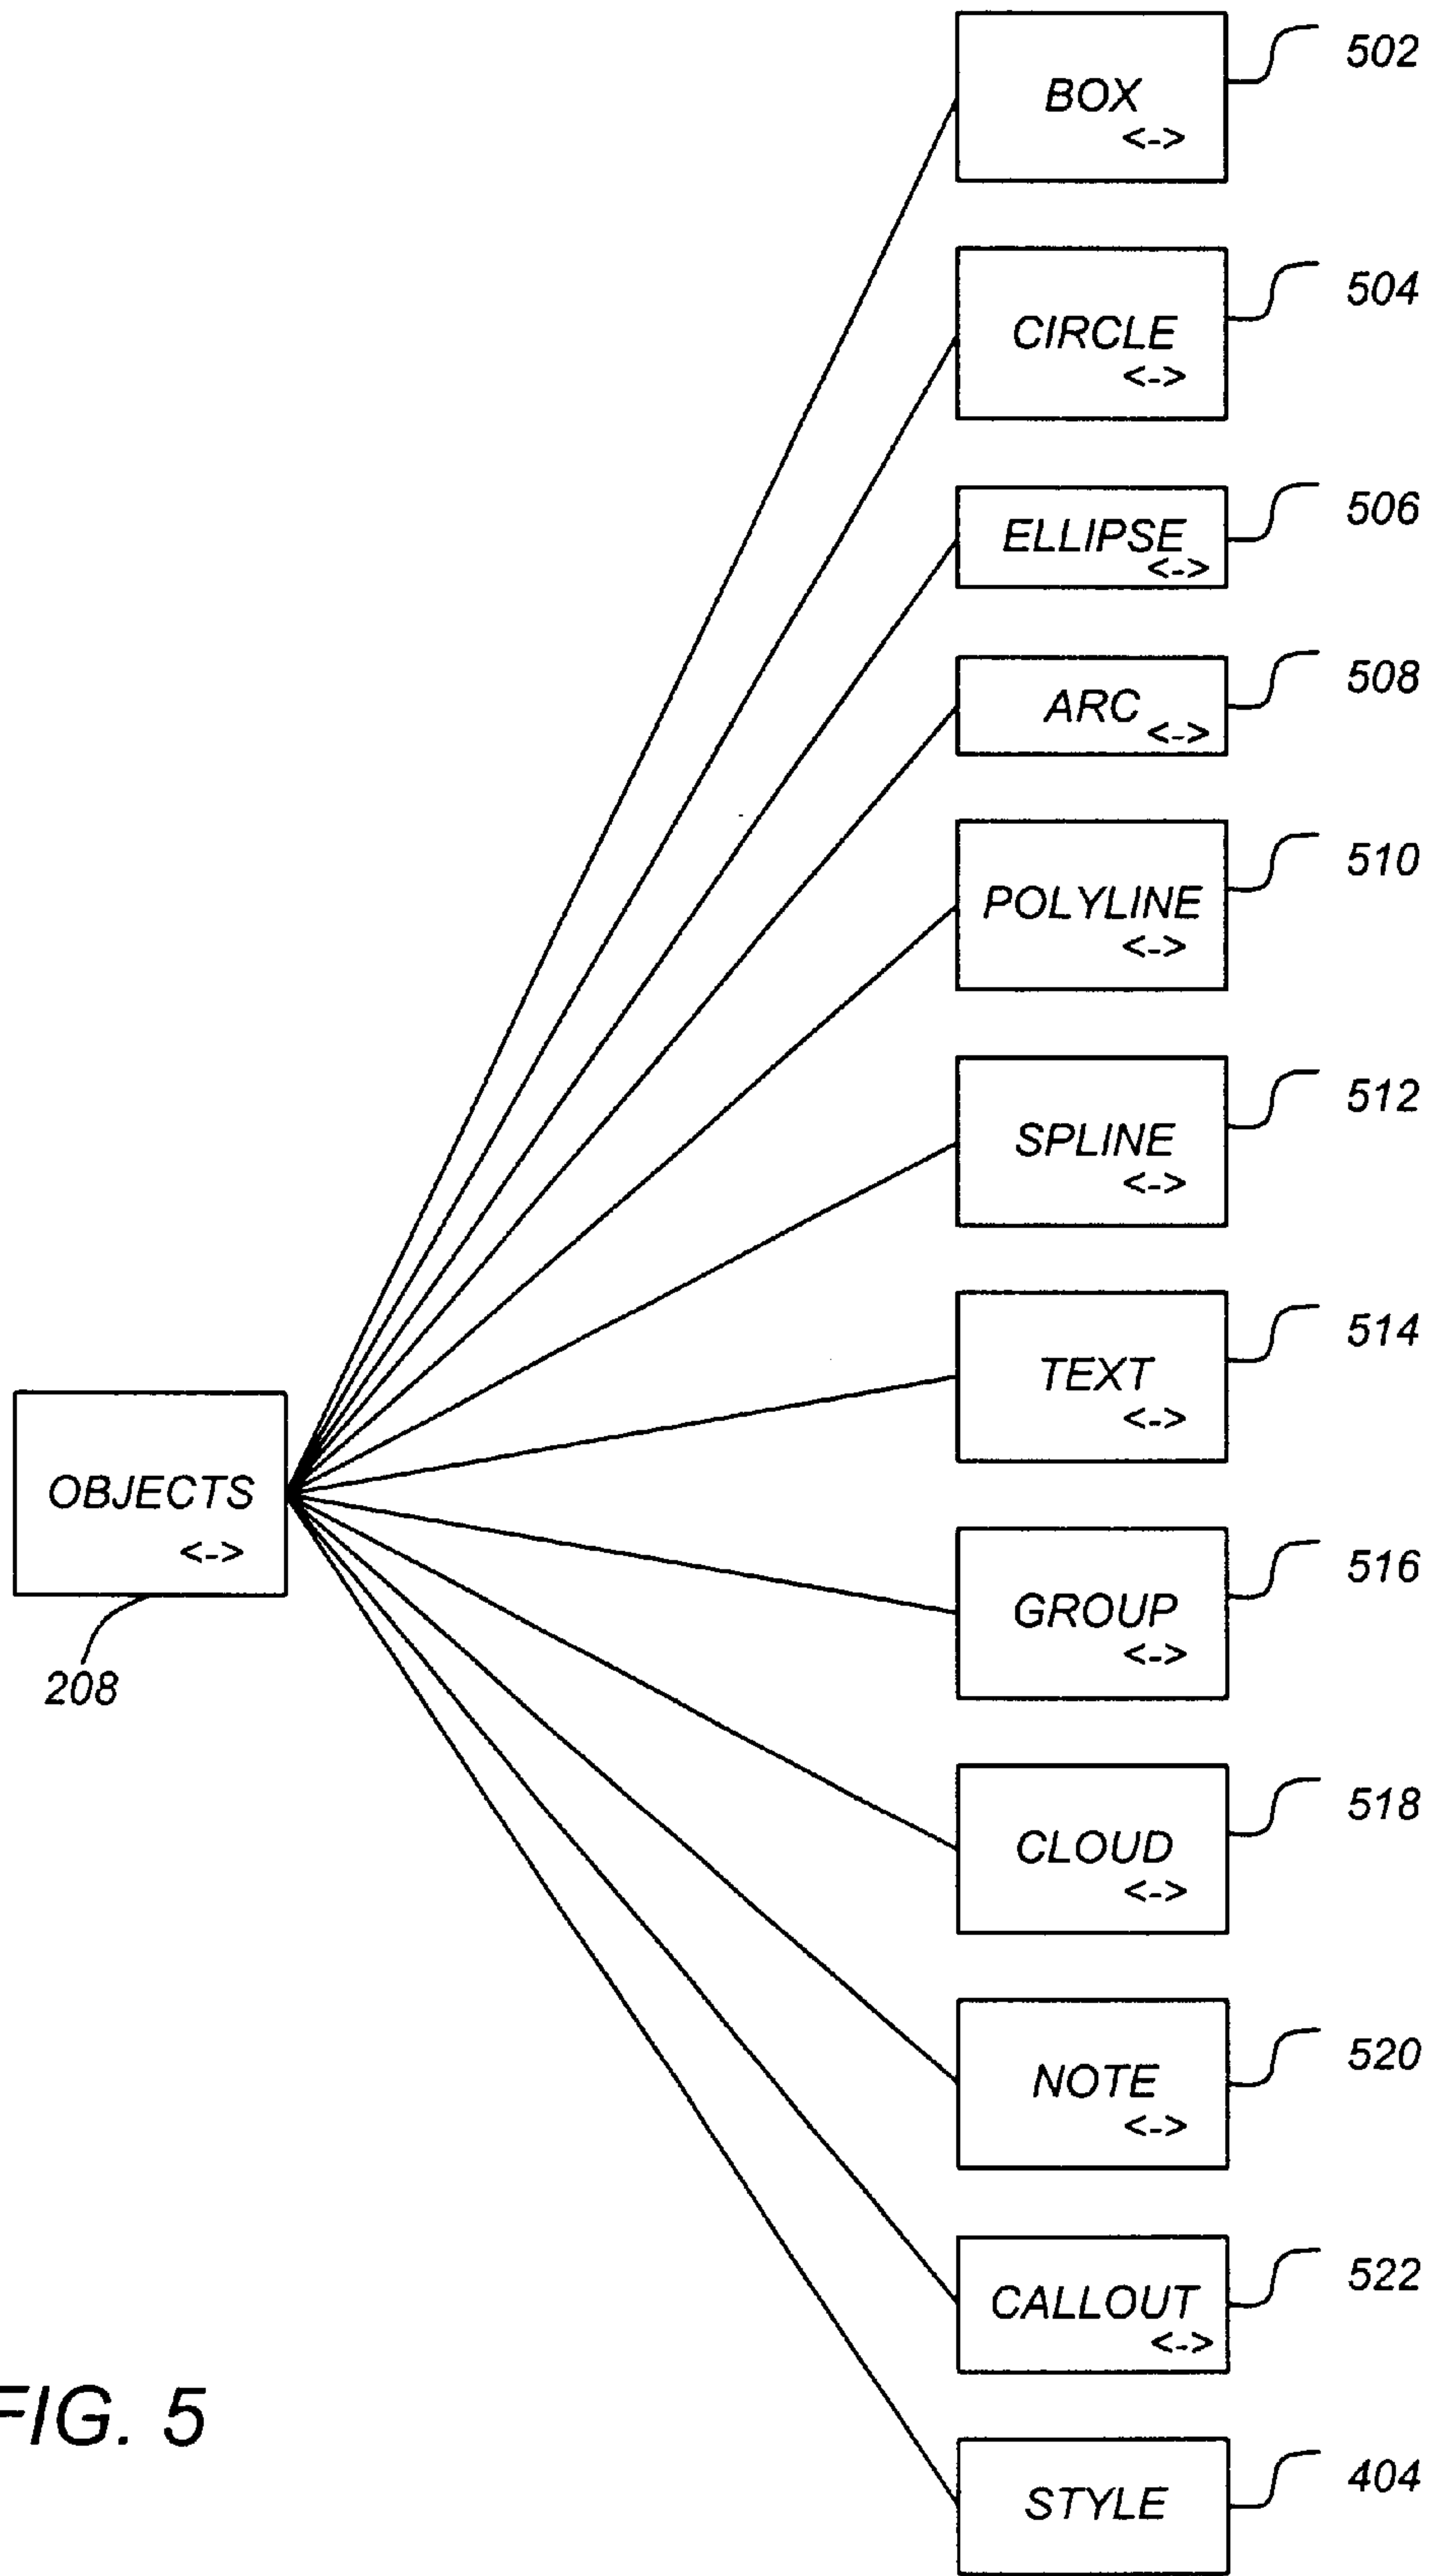 BOX
<->
502
CIRCLE
<->
504
ELLIPSE
<->
506
ARC
<->
508
POLYLINE
<->
510
SPLINE
<->
512
TEXT
<->
514
OBJECTS
<->
208
GROUP
<->
516
CLOUD
<->
518
NOTE
<->
520
CALLOUT
<->
522
STYLE
404
FIG. 5